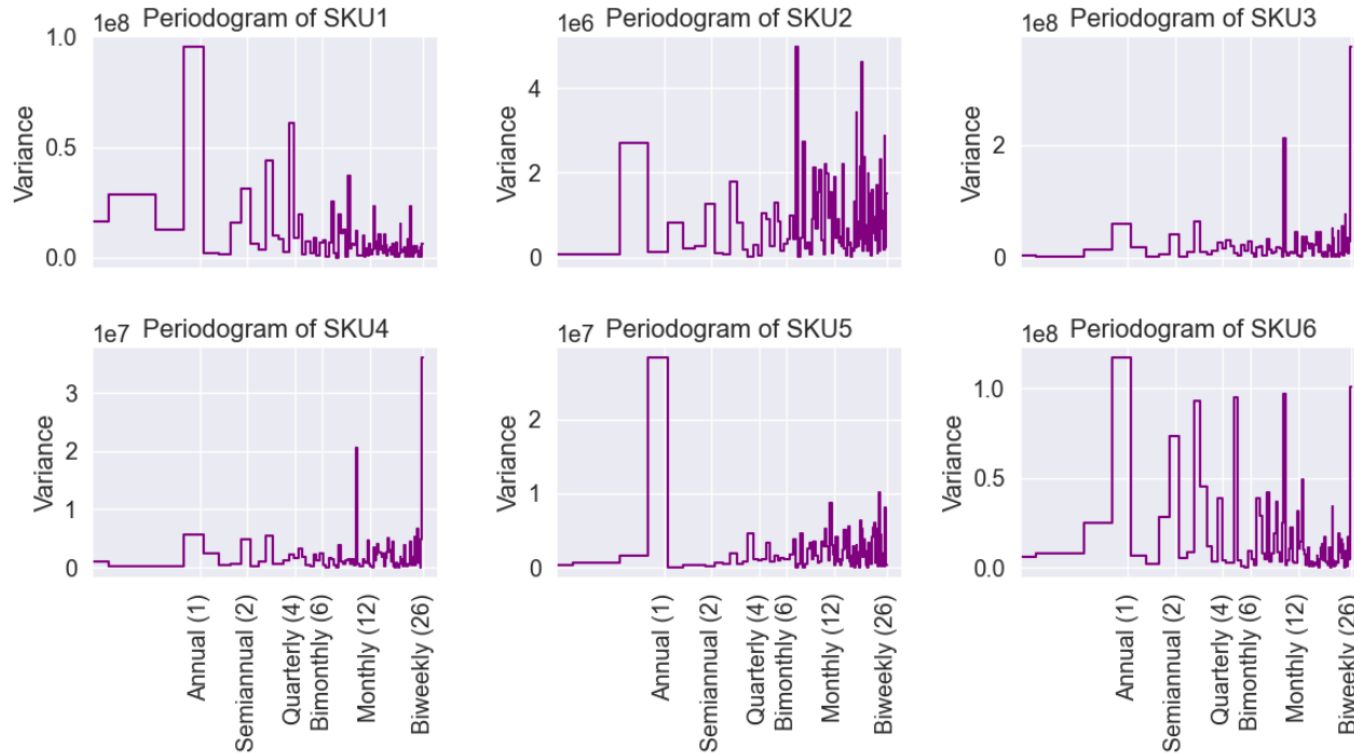 1e8 Periodogram of SKU1
1e6 Periodogram of SKU2
1e8 Periodogram of SKU3
Variance
1.0
0.5
0.0
Variance
4
2
0
Variance
2
0
1e7 Periodogram of SKU4
1e7 Periodogram of SKU5
1e8 Periodogram of SKU6
Variance
3
2
1
0
Variance
2
1
0
Variance
1.0
0.5
0.0
Annual (1)
Semiannual (2)
Quarterly (4)
Bimonthly (6)
Monthly (12)
Biweekly (26)
Annual (1)
Semiannual (2)
Quarterly (4)
Bimonthly (6)
Monthly (12)
Biweekly (26)
Annual (1)
Semiannual (2)
Quarterly (4)
Bimonthly (6)
Monthly (12)
Biweekly (26)